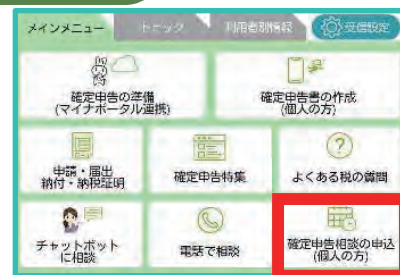 メインメニュー
トピック
利用者別情報
受信設定
確定申告の準備
(マイナポータル連携)
確定申告書の作成
(個人の方)
申請・届出
納付・納税証明
確定申告特集
よくある税の質問
チャットボット
に相談
電話で相談
確定申告相談の申込
(個人の方)